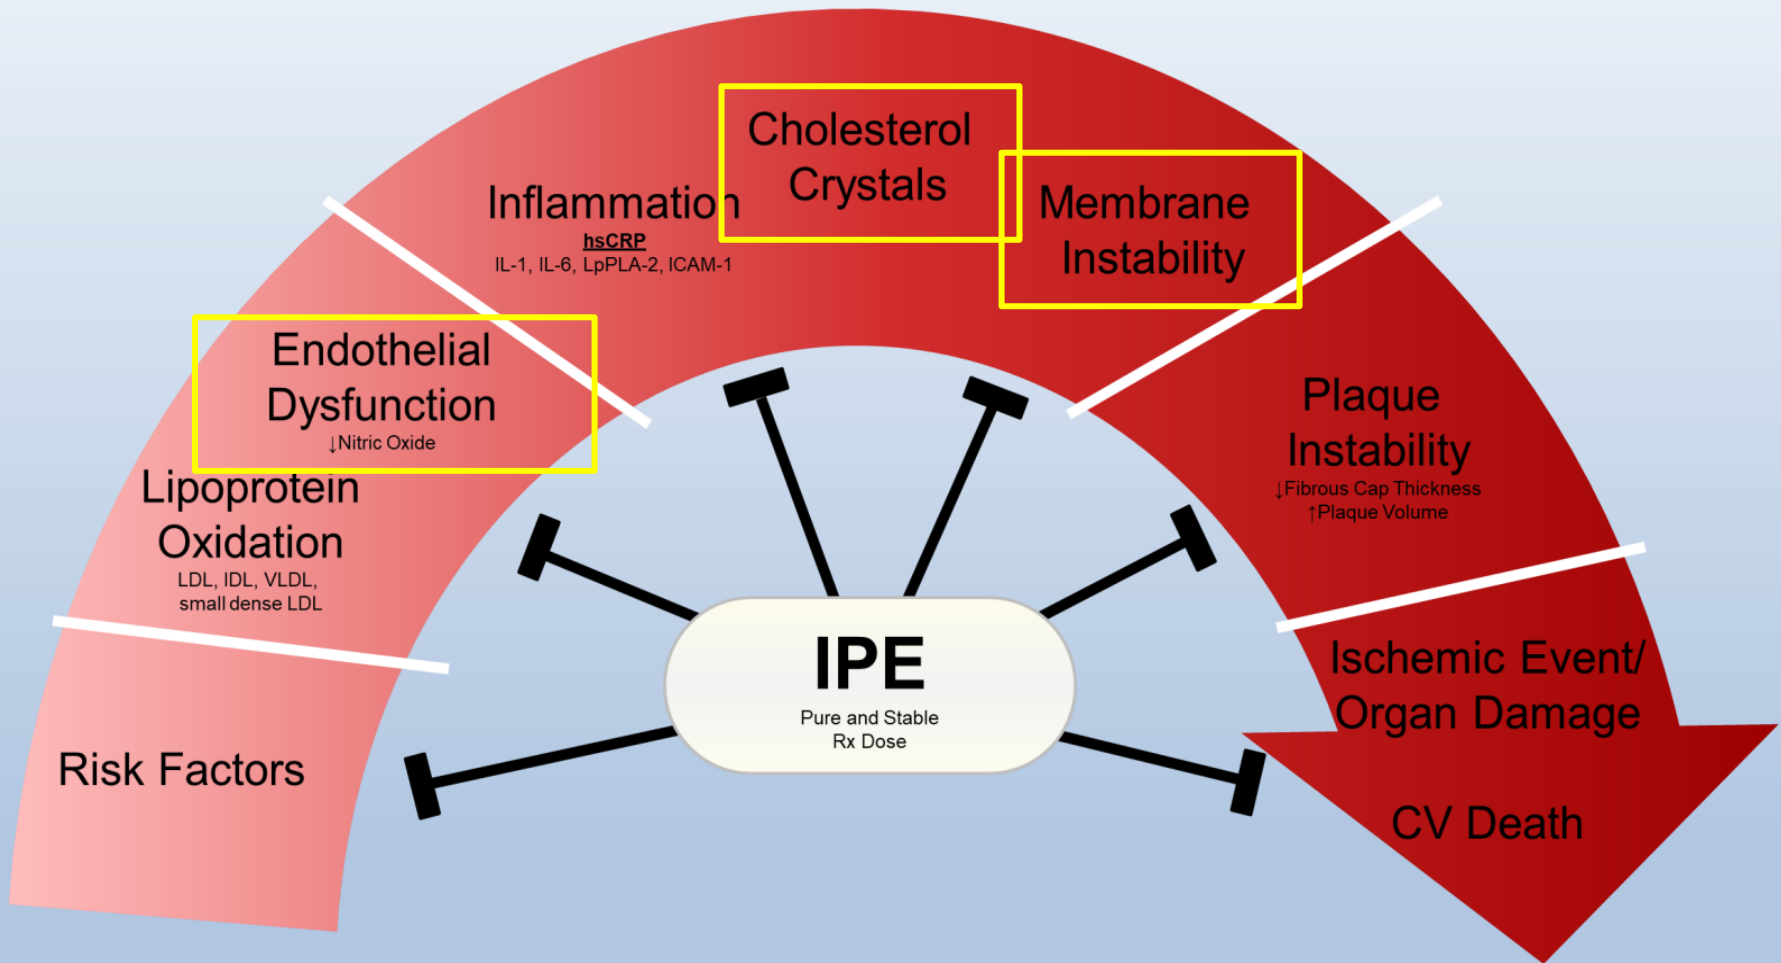 Risk Factors
Lipoprotein
Oxidation
LDL, IDL, VLDL,
small dense LDL
Endothelial
Dysfunction
↓Nitric Oxide
Inflammation
hsCRP
IL-1, IL-6, LpPLA-2, ICAM-1
Cholesterol
Crystals
Membrane
Instability
Plaque
Instability
↓Fibrous Cap Thickness
↑Plaque Volume
Ischemic Event/
Organ Damage
CV Death
IPE
Pure and Stable
Rx Dose